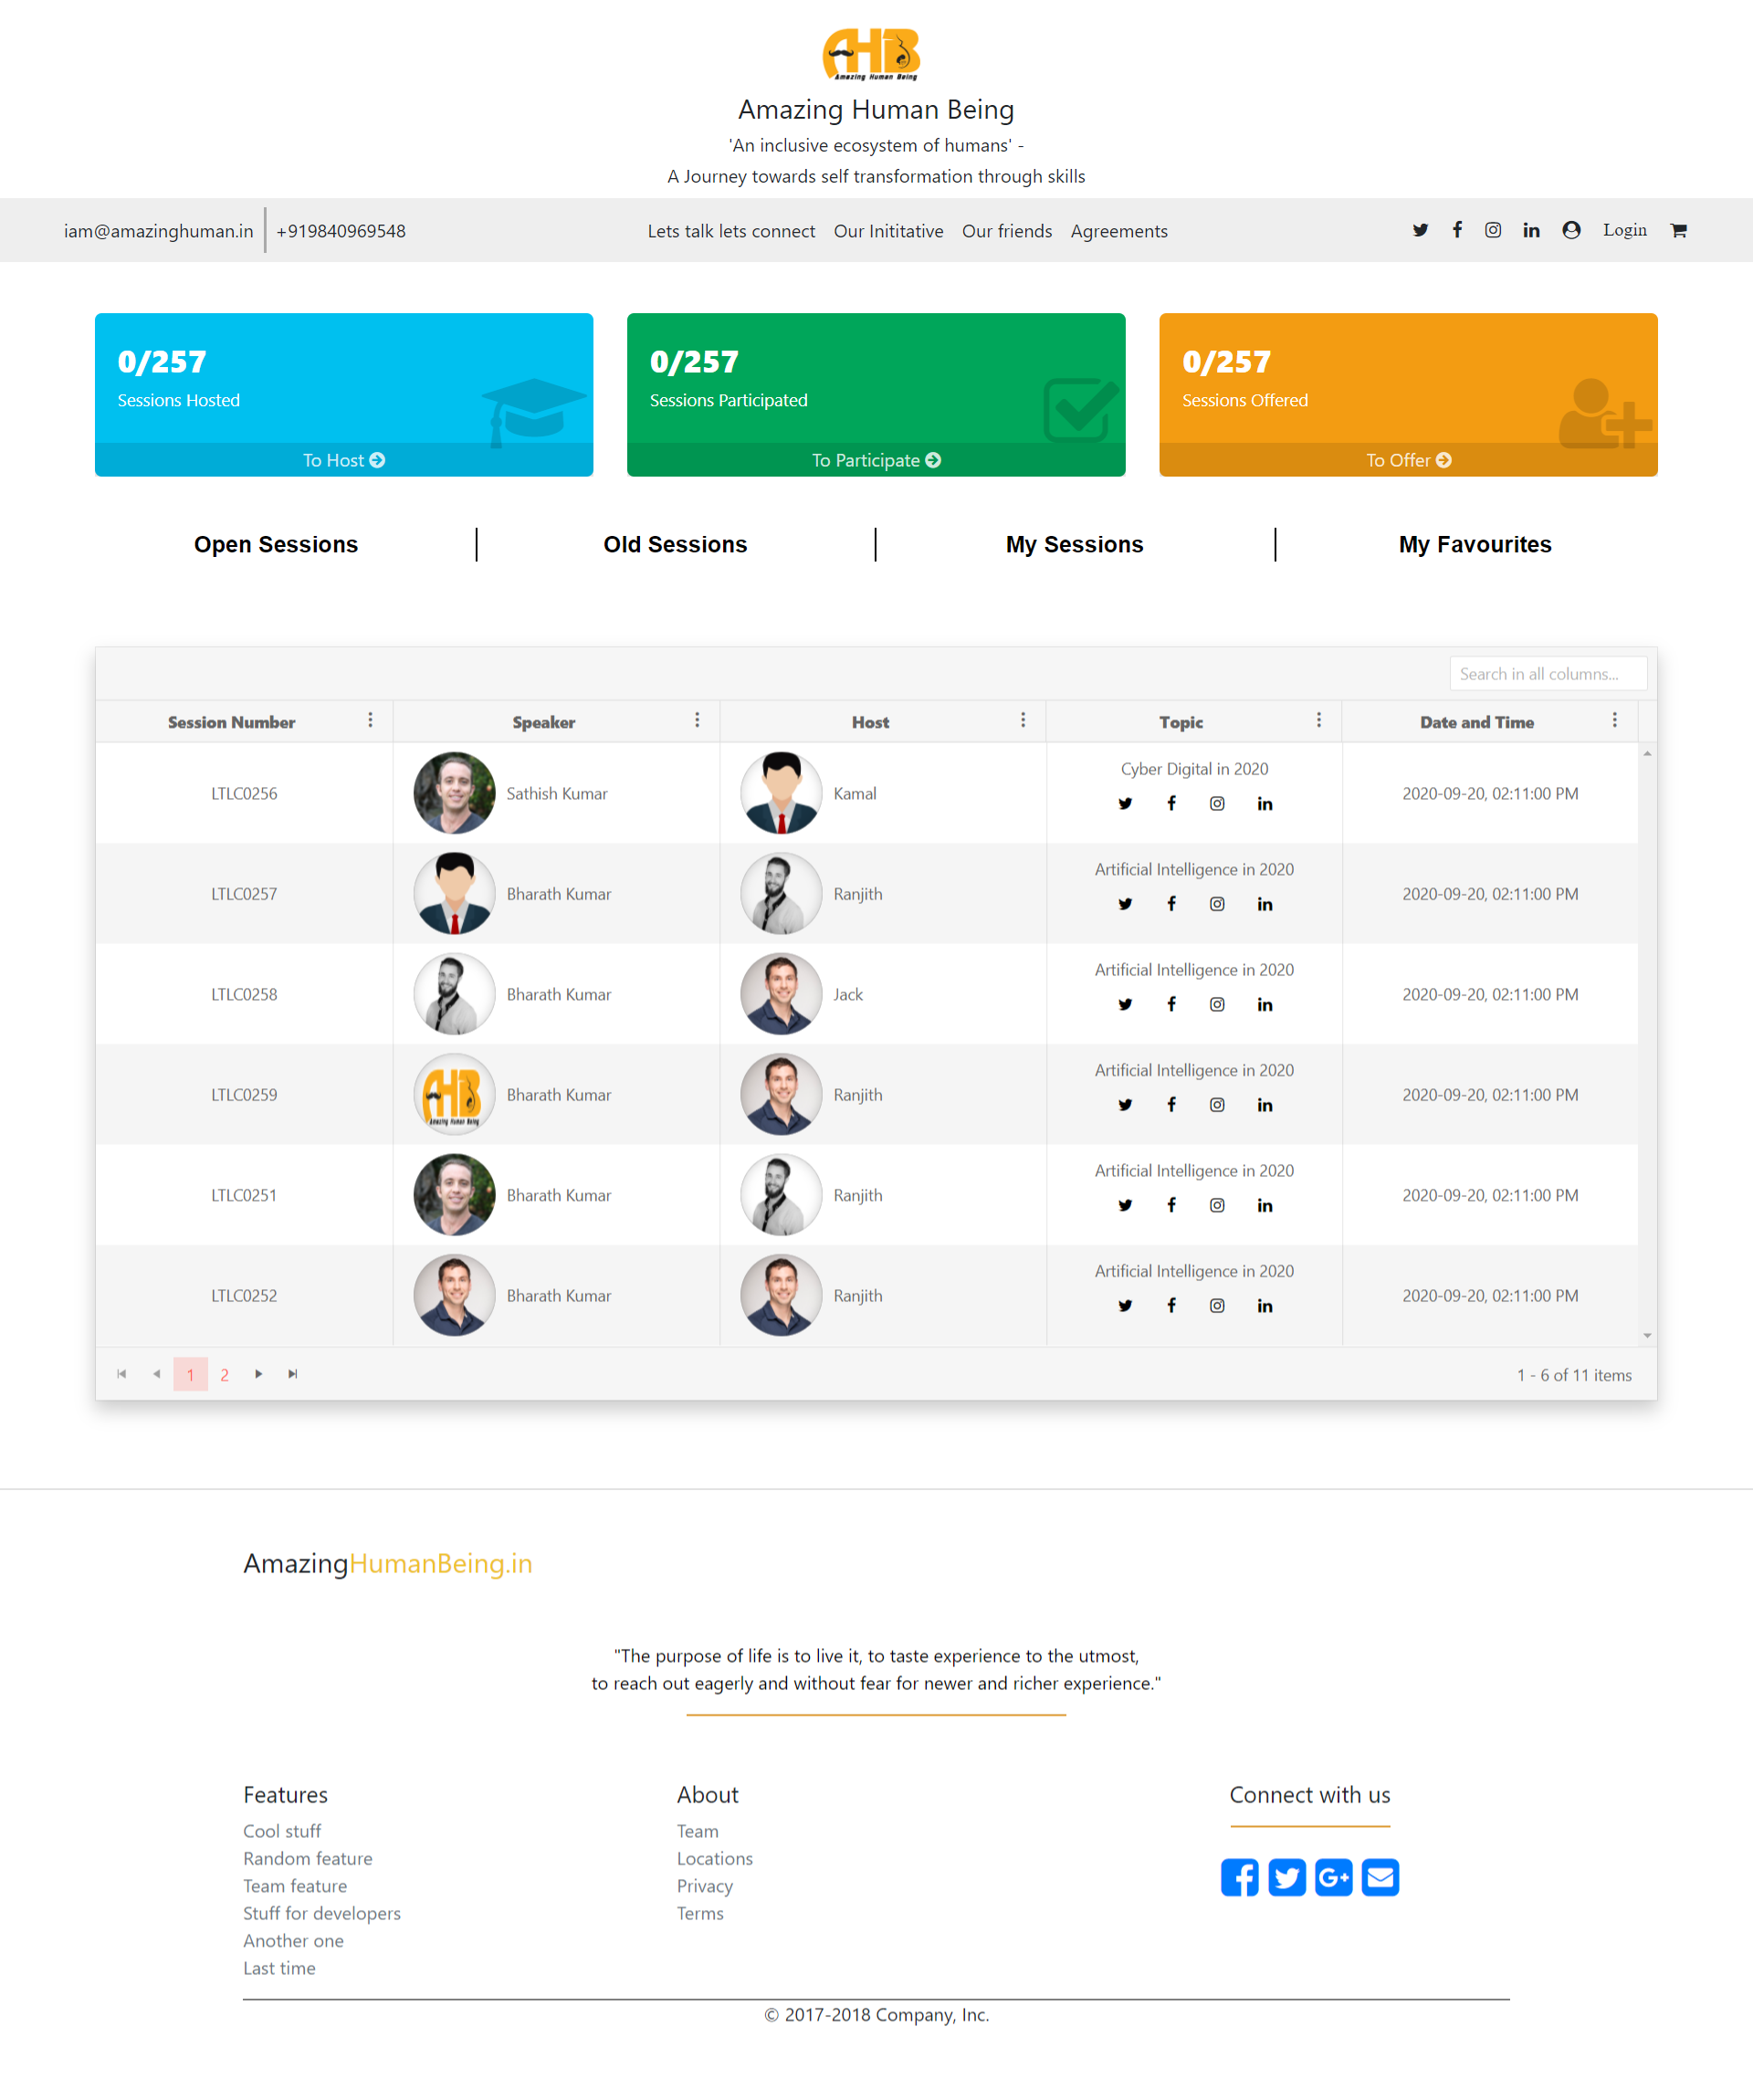 AHB
Amazing Human Being
Amazing Human Being
'An inclusive ecosystem of humans' -
A Journey towards self transformation through skills
iam@amazinghuman.in +919840969548 Lets talk lets connect Our Inititative Our friends Agreements Login
0/257 0/257 0/257
Sessions Hosted Sessions Participated Sessions Offered
To Host To Participate To Offer
Open Sessions Old Sessions My Sessions My Favourites
Search in all columns...
Session Number Speaker Host Topic Date and Time
LTLC0256 Sathish Kumar Kamal Cyber Digital in 2020 2020-09-20, 02:11:00 PM
LTLC0257 Bharath Kumar Ranjith Artificial Intelligence in 2020 2020-09-20, 02:11:00 PM
LTLC0258 Bharath Kumar Jack Artificial Intelligence in 2020 2020-09-20, 02:11:00 PM
LTLC0259 AHB Amazing Human Being Bharath Kumar Ranjith Artificial Intelligence in 2020 2020-09-20, 02:11:00 PM
LTLC0251 Bharath Kumar Ranjith Artificial Intelligence in 2020 2020-09-20, 02:11:00 PM
LTLC0252 Bharath Kumar Ranjith Artificial Intelligence in 2020 2020-09-20, 02:11:00 PM
1 2 1 - 6 of 11 items
AmazingHumanBeing.in
"The purpose of life is to live it, to taste experience to the utmost,
to reach out eagerly and without fear for newer and richer experience."
Features About Connect with us
Cool stuff Team
Random feature Locations
Team feature Privacy
Stuff for developers Terms
Another one
Last time
© 2017-2018 Company, Inc.